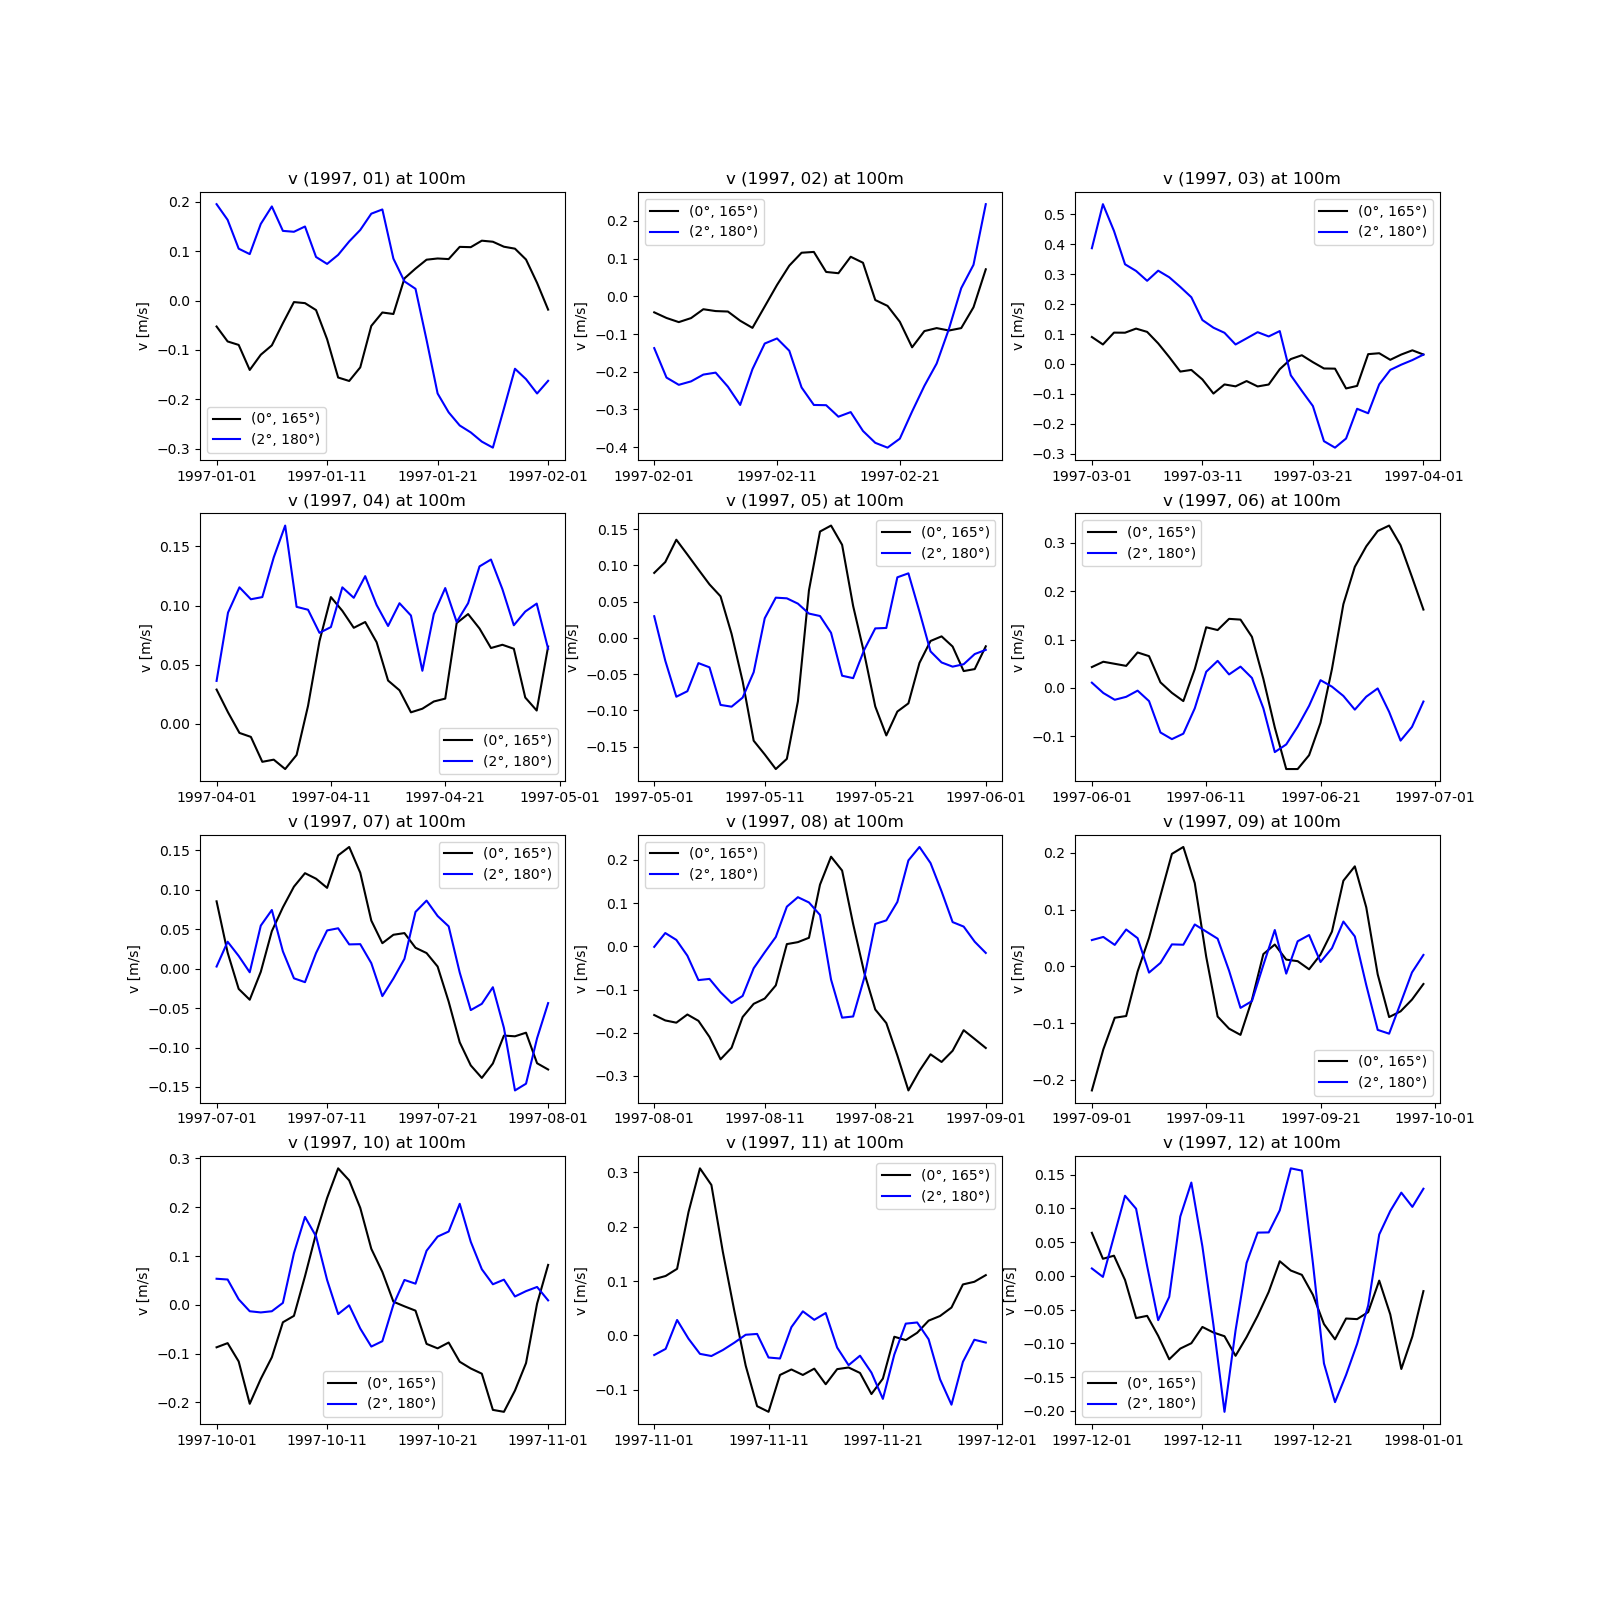 v (1997, 01) at 100m
v [m/s]
0.2
0.1
0.0
−0.1
−0.2
−0.3
(0°, 165°)
(2°, 180°)
1997-01-01 1997-01-11 1997-01-21 1997-02-01
v (1997, 02) at 100m
v [m/s]
0.2
0.1
0.0
−0.1
−0.2
−0.3
−0.4
(0°, 165°)
(2°, 180°)
1997-02-01 1997-02-11 1997-02-21
v (1997, 03) at 100m
v [m/s]
0.5
0.4
0.3
0.2
0.1
0.0
−0.1
−0.2
−0.3
(0°, 165°)
(2°, 180°)
1997-03-01 1997-03-11 1997-03-21 1997-04-01
v (1997, 04) at 100m
v [m/s]
0.15
0.10
0.05
0.00
(0°, 165°)
(2°, 180°)
1997-04-01 1997-04-11 1997-04-21 1997-05-01
v (1997, 05) at 100m
v [m/s]
0.15
0.10
0.05
0.00
−0.05
−0.10
−0.15
(0°, 165°)
(2°, 180°)
1997-05-01 1997-05-11 1997-05-21 1997-06-01
v (1997, 06) at 100m
v [m/s]
0.3
0.2
0.1
0.0
−0.1
(0°, 165°)
(2°, 180°)
1997-06-01 1997-06-11 1997-06-21 1997-07-01
v (1997, 07) at 100m
v [m/s]
0.15
0.10
0.05
0.00
−0.05
−0.10
−0.15
(0°, 165°)
(2°, 180°)
1997-07-01 1997-07-11 1997-07-21 1997-08-01
v (1997, 08) at 100m
v [m/s]
0.2
0.1
0.0
−0.1
−0.2
−0.3
(0°, 165°)
(2°, 180°)
1997-08-01 1997-08-11 1997-08-21 1997-09-01
v (1997, 09) at 100m
v [m/s]
0.2
0.1
0.0
−0.1
−0.2
(0°, 165°)
(2°, 180°)
1997-09-01 1997-09-11 1997-09-21 1997-10-01
v (1997, 10) at 100m
v [m/s]
0.3
0.2
0.1
0.0
−0.1
−0.2
(0°, 165°)
(2°, 180°)
1997-10-01 1997-10-11 1997-10-21 1997-11-01
v (1997, 11) at 100m
v [m/s]
0.3
0.2
0.1
0.0
−0.1
(0°, 165°)
(2°, 180°)
1997-11-01 1997-11-11 1997-11-21 1997-12-01
v (1997, 12) at 100m
v [m/s]
0.15
0.10
0.05
0.00
−0.05
−0.10
−0.15
−0.20
(0°, 165°)
(2°, 180°)
1997-12-01 1997-12-11 1997-12-21 1998-01-01